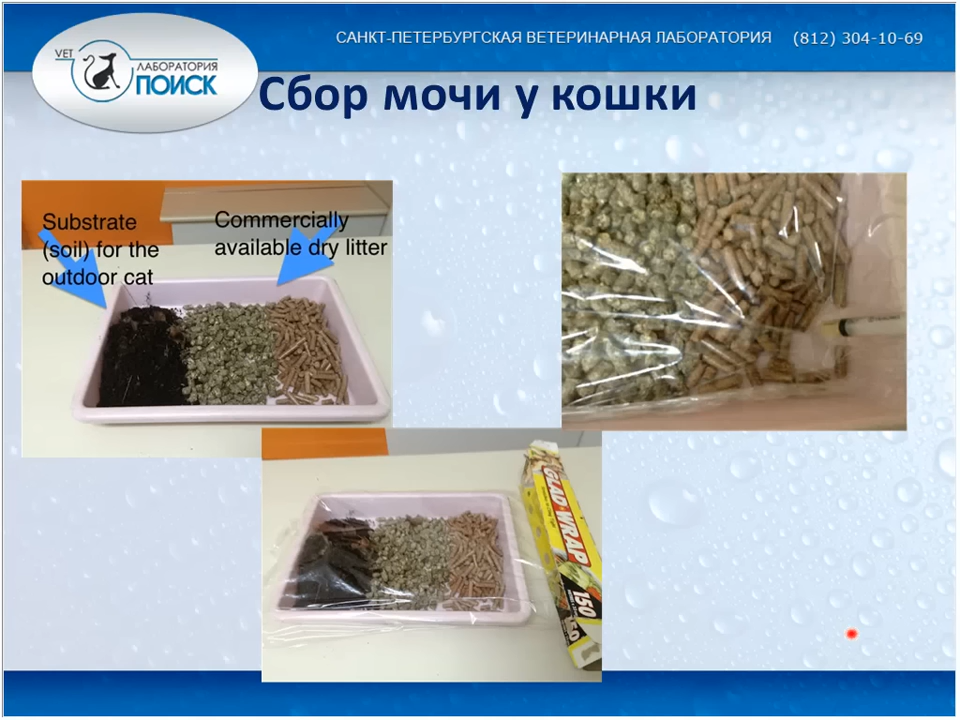 САНКТ-ПЕТЕРБУРГСКАЯ ВЕТЕРИНАРНАЯ ЛАБОРАТОРИЯ (812) 304-10-69
VET
ЛАБОРАТОРИЯ
ПОИСК
Сбор мочи у кошки
Substrate
(soil) for the
outdoor cat
Commercially
available dry litter
GLAD WRAP
150